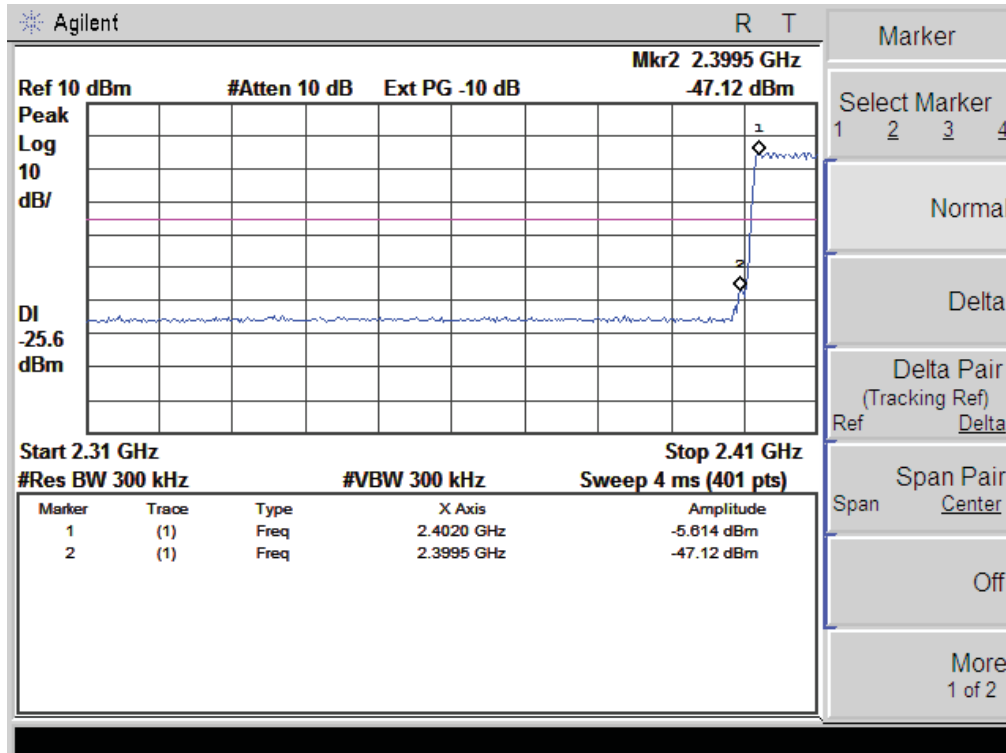 Agilent R T
Mkr2 2.3995 GHz
Ref 10 dBm #Atten 10 dB Ext PG -10 dB -47.12 dBm
Peak
Log
10
dB/
1
2
DI
-25.6
dBm
Start 2.31 GHz Stop 2.41 GHz
#Res BW 300 kHz #VBW 300 kHz Sweep 4 ms (401 pts)
Marker Trace Type X Axis Amplitude
1 (1) Freq 2.4020 GHz -5.614 dBm
2 (1) Freq 2.3995 GHz -47.12 dBm
Marker
Select Marker
1 2 3 4
Normal
Delta
Delta Pair
(Tracking Ref)
Ref Delta
Span Pair
Span Center
Off
More
1 of 2